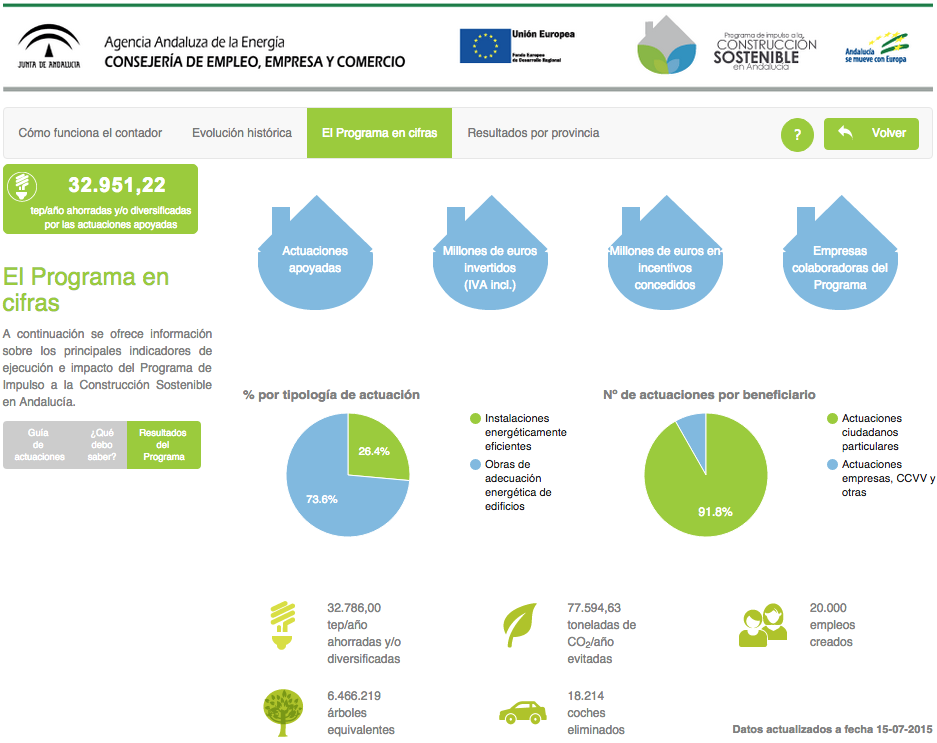 JUNTA DE ANDALUCIA
Agencia Andaluza de la Energía
CONSEJERÍA DE EMPLEO, EMPRESA Y COMERCIO
Unión Europea
Fondo Europeo
de Desarrollo Regional
Programa de impulso a la
CONSTRUCCIÓN
SOSTENIBLE
en Andalucía
Andalucía
se mueve con Europa
Cómo funciona el contador
Evolución histórica
El Programa en cifras
Resultados por provincia
?
Volver
32.951,22
tep/año ahorradas y/o diversificadas
por las actuaciones apoyadas
El Programa en
cifras
A continuación se ofrece información
sobre los principales indicadores de
ejecución e impacto del Programa de
Impulso a la Construcción Sostenible
en Andalucía.
Guía
de
actuaciones
¿Qué
debo
saber?
Resultados
del
Programa
Actuaciones
apoyadas
Millones de euros
invertidos
(IVA incl.)
Millones de euros en
incentivos
concedidos
Empresas
colaboradoras del
Programa
% por tipología de actuación
26.4%
73.6%
Instalaciones
energéticamente
eficientes
Obras de
adecuación
energética de
edificios
Nº de actuaciones por beneficiario
91.8%
Actuaciones
ciudadanos
particulares
Actuaciones
empresas, CCVV y
otras
32.786,00
tep/año
ahorradas y/o
diversificadas
77.594,63
toneladas de
CO2/año
evitadas
20.000
empleos
creados
6.466.219
árboles
equivalentes
18.214
coches
eliminados
Datos actualizados a fecha 15-07-2015